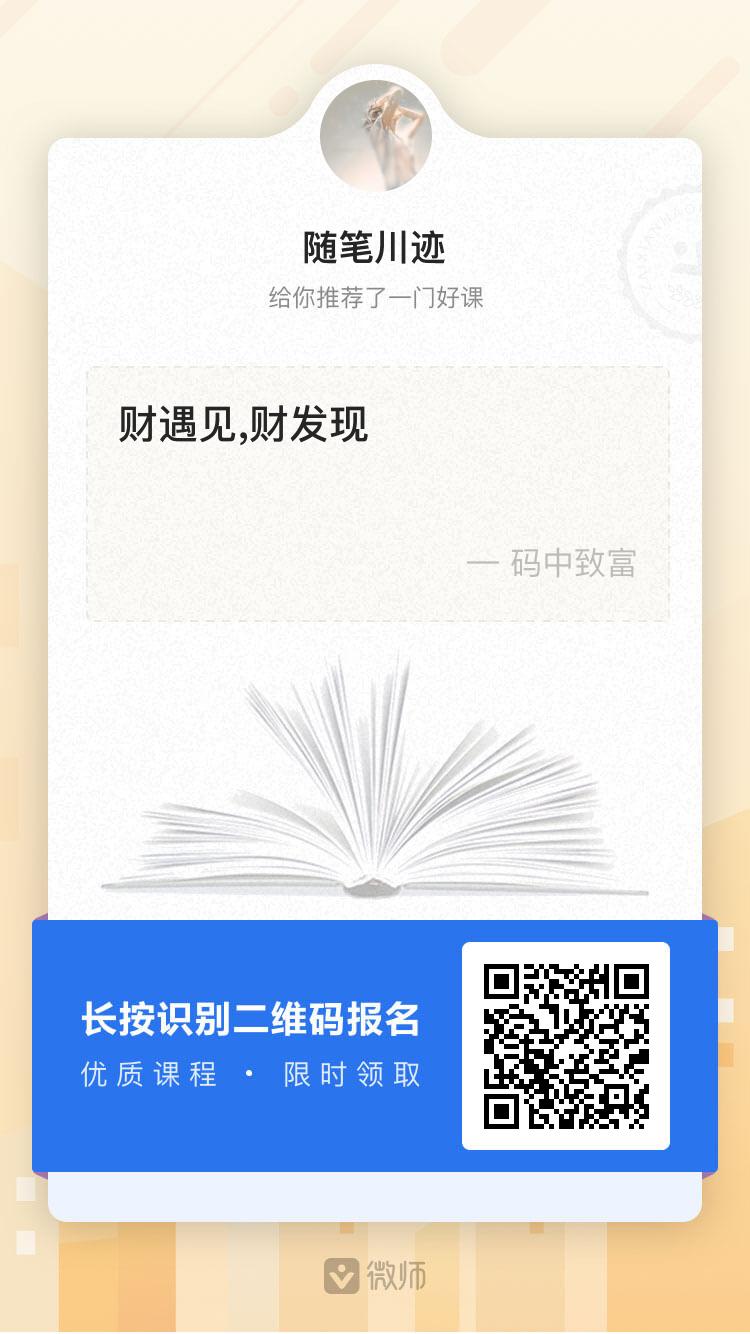 随笔川迹
给你推荐了一门好课
财遇见,财发现
一 码中致富
长按识别二维码报名
优质课程 · 限时领取
微师